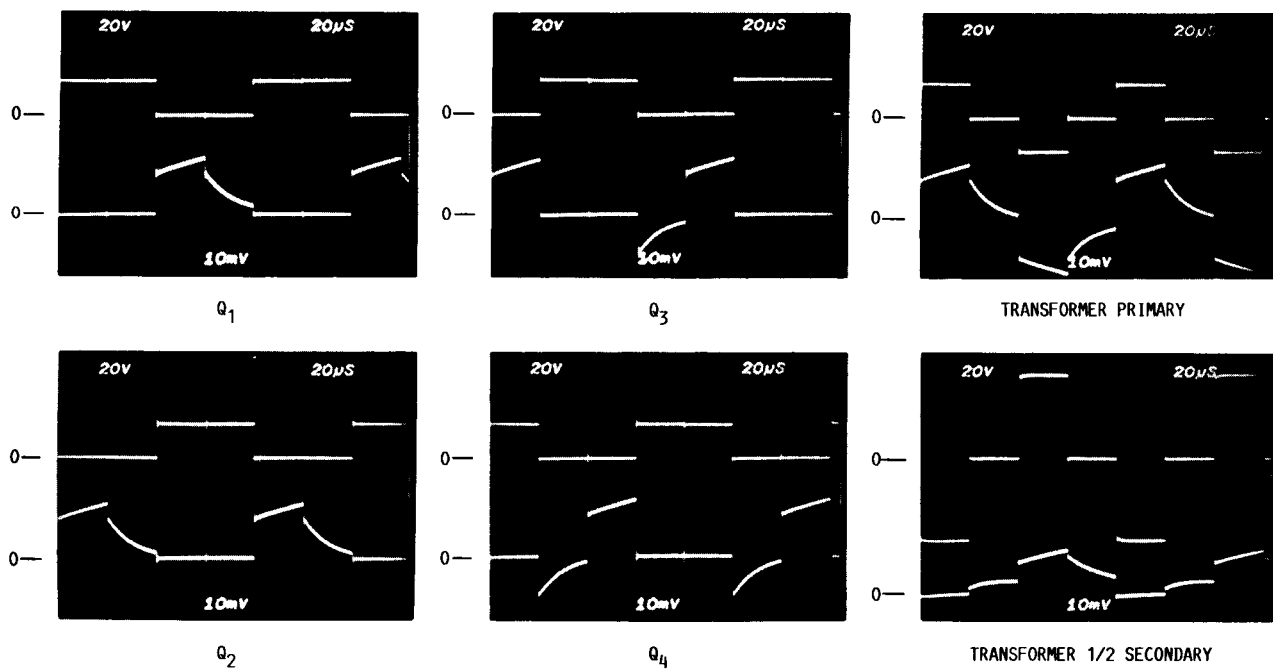 20V 20μS
0—
0—
10mV
Q1
20V 20μS
0—
0—
10mV
Q3
20V 20μS
0—
0—
10mV
TRANSFORMER PRIMARY
20V 20μS
0—
0—
10mV
Q2
20V 20μS
0—
0—
10mV
Q4
20V 20μS
0—
0—
10mV
TRANSFORMER 1/2 SECONDARY